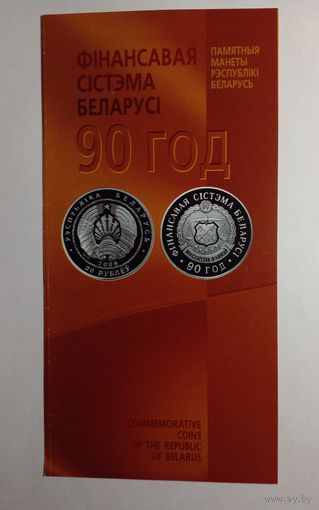 ФІНАНСАВАЯ
СІСТЭМА
БЕЛАРУСІ
90 ГОД
ПАМЯТНЫЯ
МАНЕТЫ
РЭСПУБЛІКІ
БЕЛАРУСЬ
РЭСПУБЛІКА БЕЛАРУСЬ
2008
20 РУБЛЁЎ
ФІНАНСАВАЯ СІСТЭМА БЕЛАРУСІ
90 ГОД
COMMEMORATIVE
COINS
OF THE REPUBLIC
OF BELARUS
www.ay.by